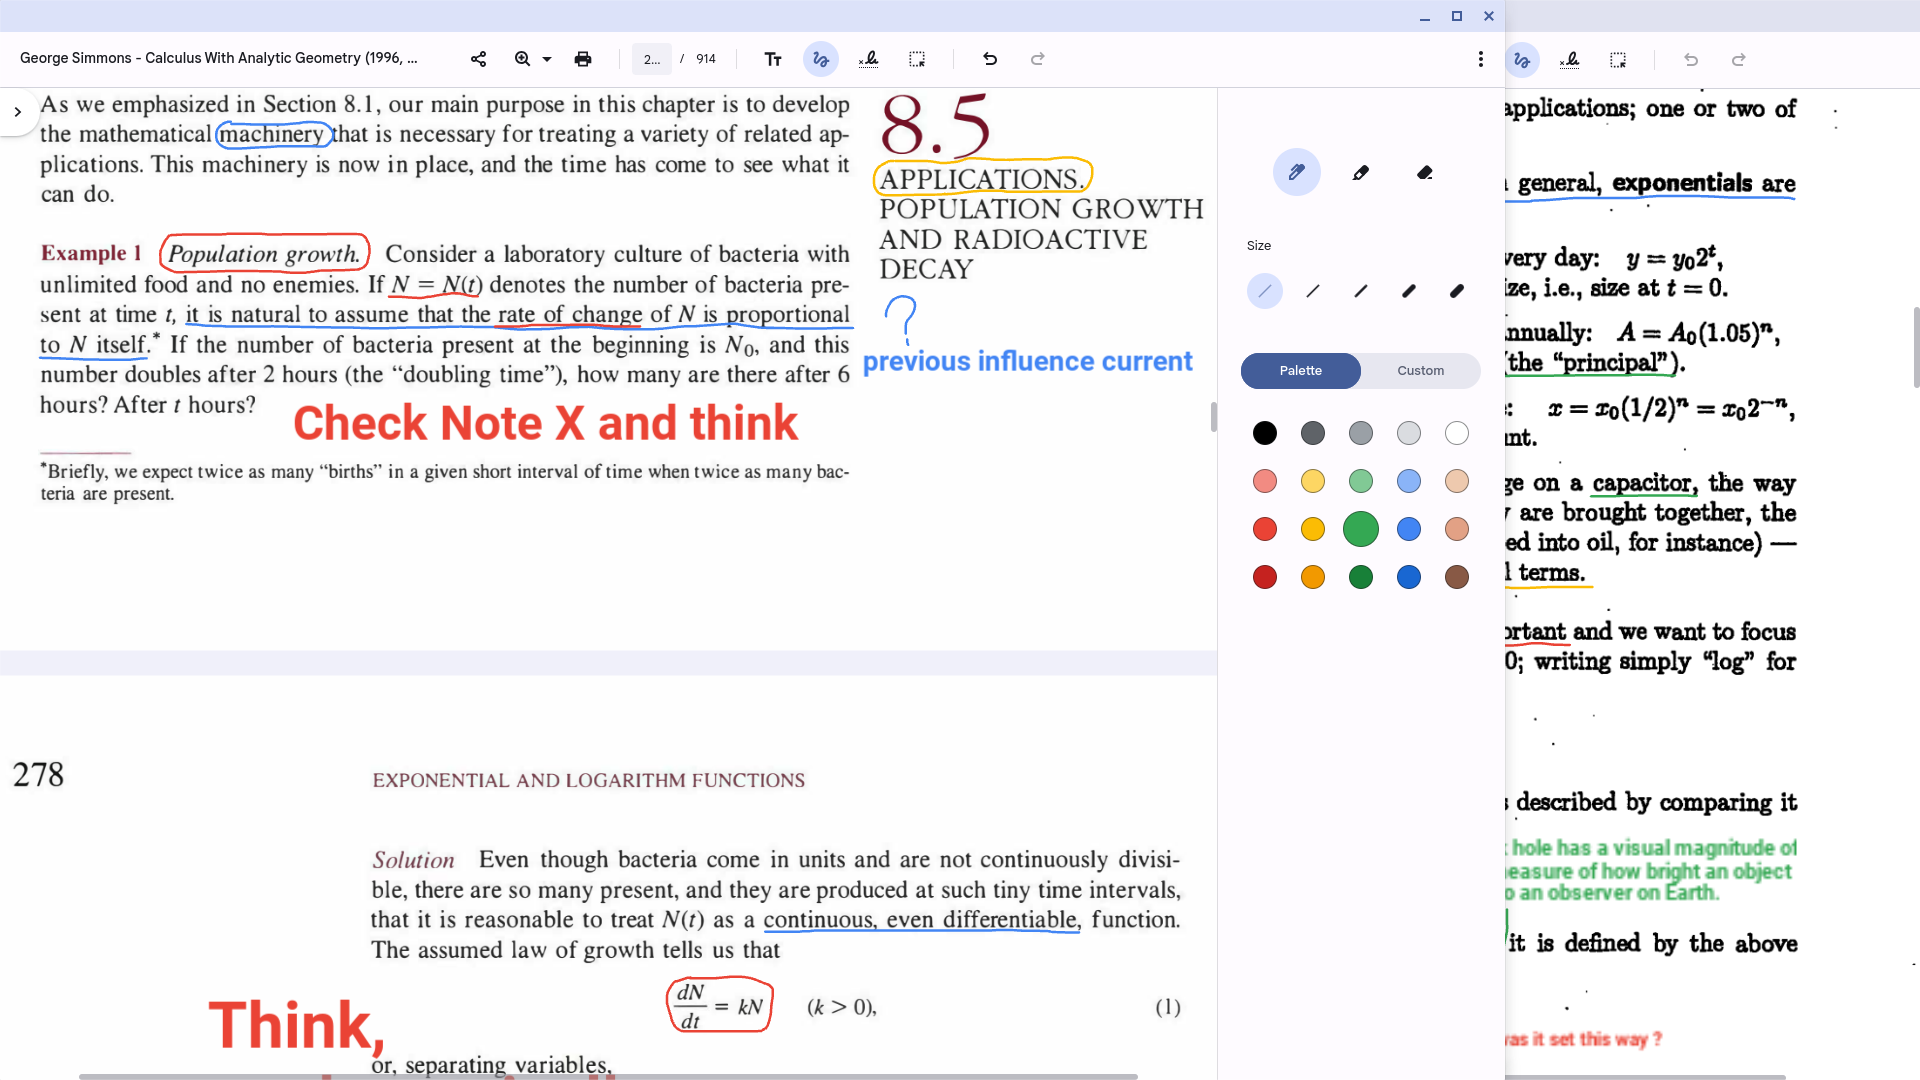 George Simmons - Calculus With Analytic Geometry (1996, ...
2... / 914
As we emphasized in Section 8.1, our main purpose in this chapter is to develop
the mathematical machinery that is necessary for treating a variety of related ap-
plications. This machinery is now in place, and the time has come to see what it
can do.
Example 1 Population growth. Consider a laboratory culture of bacteria with
unlimited food and no enemies. If N = N(t) denotes the number of bacteria pre-
sent at time t, it is natural to assume that the rate of change of N is proportional
to N itself.* If the number of bacteria present at the beginning is N₀, and this
number doubles after 2 hours (the “doubling time”), how many are there after 6
hours? After t hours?
Check Note X and think
*Briefly, we expect twice as many “births” in a given short interval of time when twice as many bac-
teria are present.
8.5
APPLICATIONS.
POPULATION GROWTH
AND RADIOACTIVE
DECAY
?
previous influence current
278
EXPONENTIAL AND LOGARITHM FUNCTIONS
Solution Even though bacteria come in units and are not continuously divisi-
ble, there are so many present, and they are produced at such tiny time intervals,
that it is reasonable to treat N(t) as a continuous, even differentiable, function.
The assumed law of growth tells us that
dN/dt = kN (k > 0), (1)
Think,
or, separating variables,
Size
Palette
Custom
applications; one or two of
general, exponentials are
very day: y = y₀2ᵗ,
ize, i.e., size at t = 0.
nnually: A = A₀(1.05)ⁿ,
(the “principal”).
: x = x₀(1/2)ⁿ = x₀2⁻ⁿ,
nt.
ge on a capacitor, the way
are brought together, the
ed into oil, for instance) —
terms.
ortant and we want to focus
0; writing simply “log” for
described by comparing it
hole has a visual magnitude of
easure of how bright an object
o an observer on Earth.
it is defined by the above
as it set this way ?